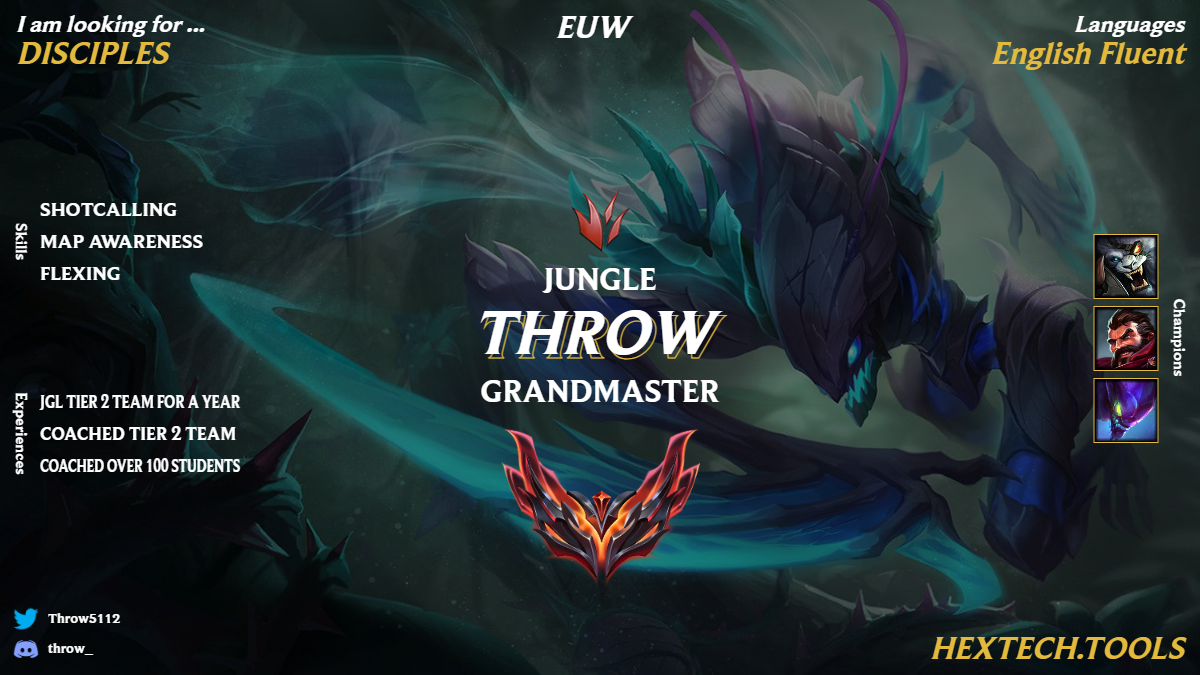 I am looking for ...
DISCIPLES
EUW
Languages
English Fluent
Skills
SHOTCALLING
MAP AWARENESS
FLEXING
Experiences
JGL TIER 2 TEAM FOR A YEAR
COACHED TIER 2 TEAM
COACHED OVER 100 STUDENTS
JUNGLE
THROW
GRANDMASTER
Champions
Throw5112
throw_
HEXTECH.TOOLS